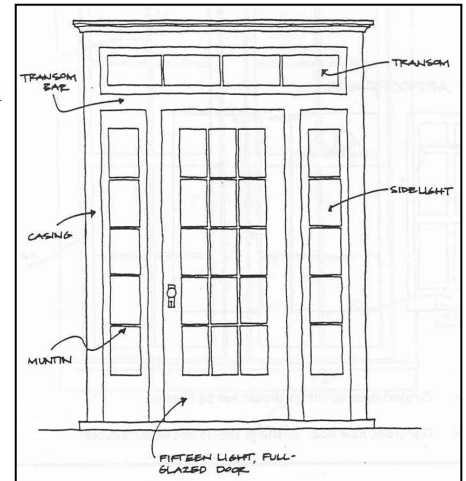 TRANSOM
TRANSOM
BAR
SIDELIGHT
CASING
MUNTIN
FIFTEEN LIGHT, FULL-
GLAZED DOOR